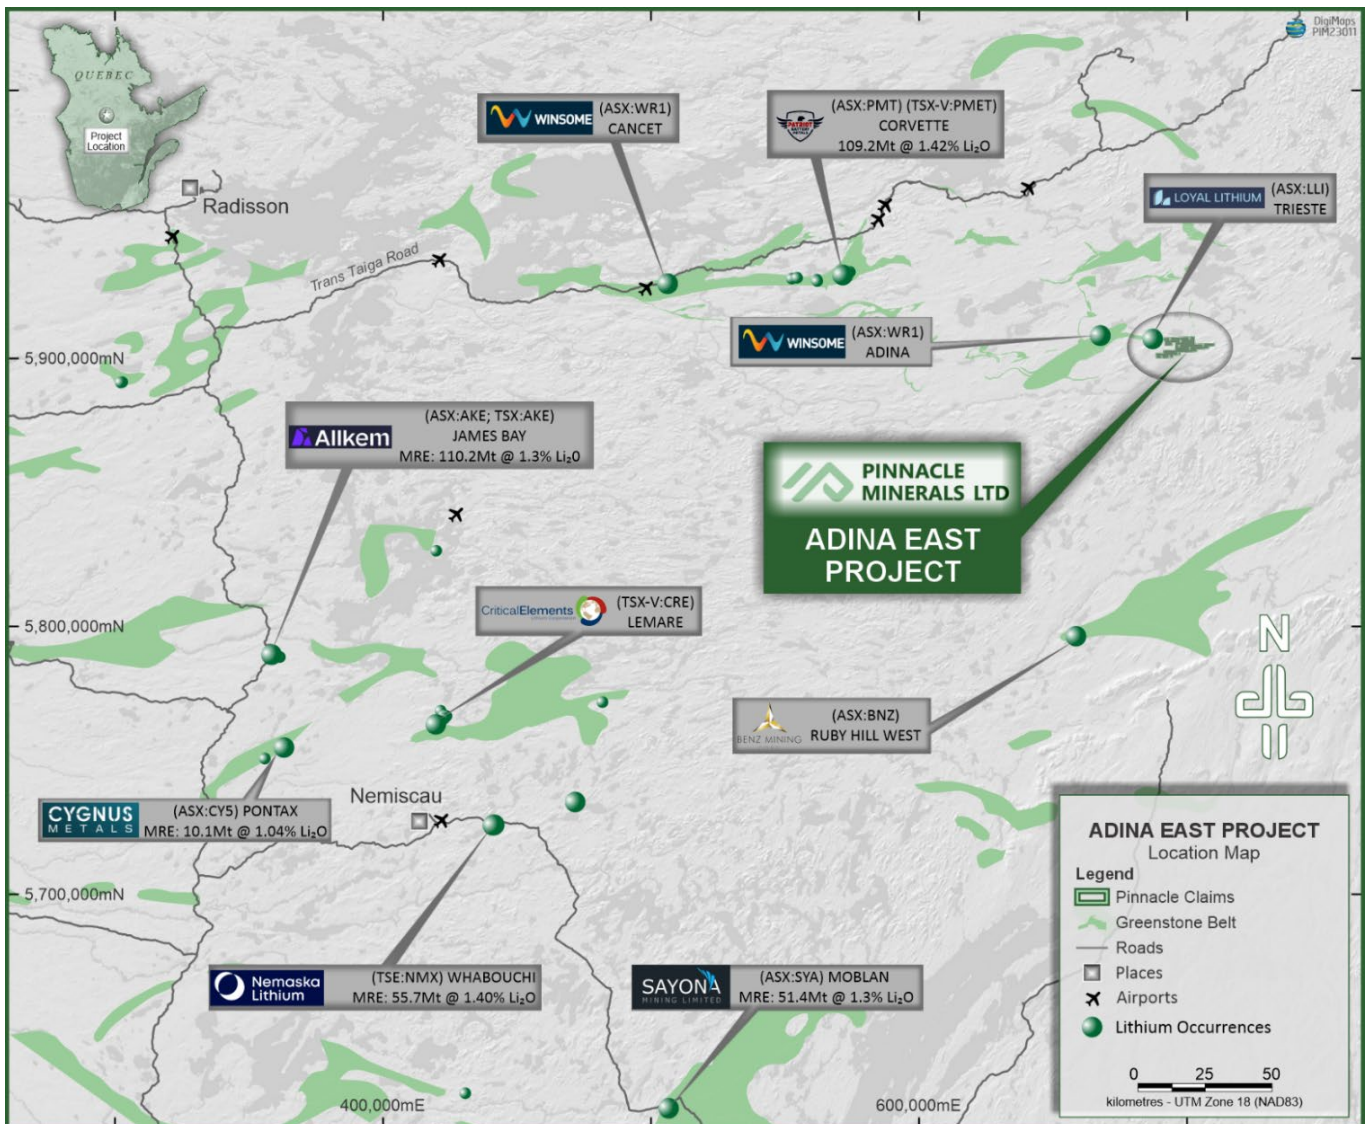 DigiMaps
PIM23011
QUEBEC
Project
Location
WINSOME
(ASX:WR1)
CANCET
PATRIOT
BATTERY METALS
(ASX:PMT) (TSX-V:PMET)
CORVETTE
109.2Mt @ 1.42% Li₂O
Radisson
LOYAL LITHIUM
(ASX:LLI)
TRIESTE
Trans Taiga Road
WINSOME
(ASX:WR1)
ADINA
5,900,000mN
Allkem
(ASX:AKE; TSX:AKE)
JAMES BAY
MRE: 110.2Mt @ 1.3% Li₂O
PINNACLE
MINERALS LTD
ADINA EAST
PROJECT
CriticalElements
(TSX-V:CRE)
LEMARE
5,800,000mN
N
BENZ MINING
(ASX:BNZ)
RUBY HILL WEST
CYGNUS
METALS
(ASX:CY5) PONTAX
MRE: 10.1Mt @ 1.04% Li₂O
Nemiscau
5,700,000mN
Nemaska
Lithium
(TSE:NMX) WHABOUCHI
MRE: 55.7Mt @ 1.40% Li₂O
SAYONA
MINING LIMITED
(ASX:SYA) MOBLAN
MRE: 51.4Mt @ 1.3% Li₂O
ADINA EAST PROJECT
Location Map
Legend
Pinnacle Claims
Greenstone Belt
Roads
Places
Airports
Lithium Occurrences
0 25 50
kilometres - UTM Zone 18 (NAD83)
400,000mE
600,000mE